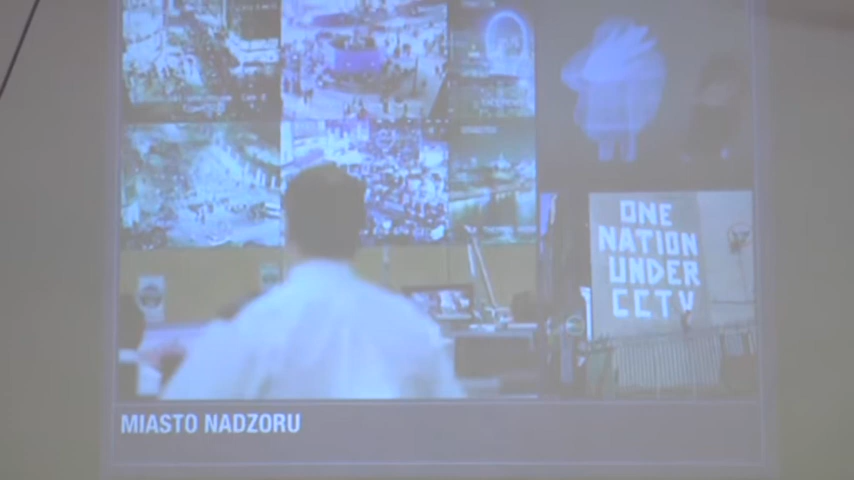 ONE
NATION
UNDER
CCTV
MIASTO NADZORU